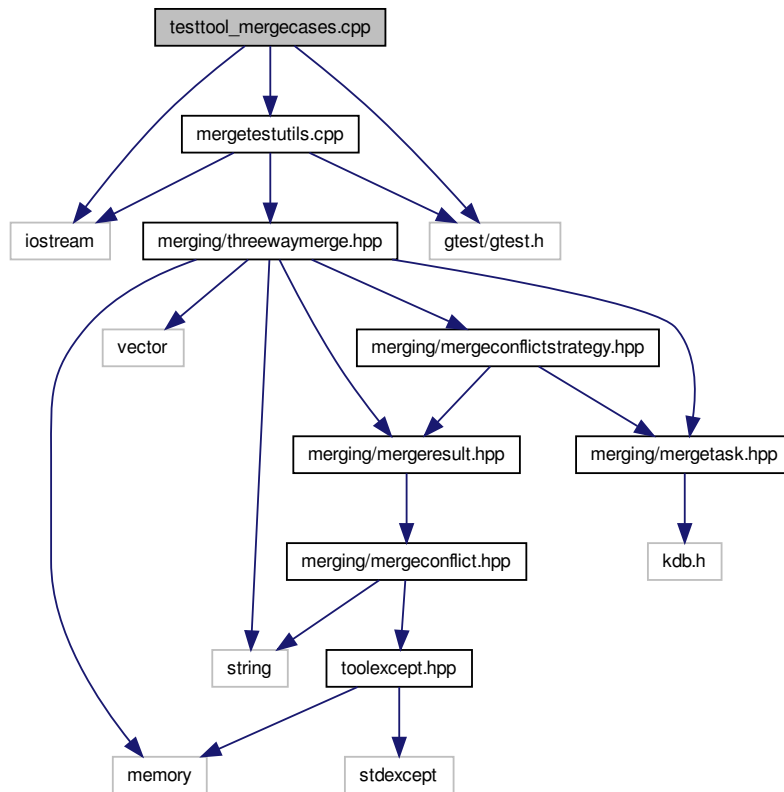 testtool_mergecases.cpp
mergetestutils.cpp
iostream
merging/threewaymerge.hpp
gtest/gtest.h
vector
merging/mergeconflictstrategy.hpp
merging/mergeresult.hpp
merging/mergetask.hpp
merging/mergeconflict.hpp
kdb.h
string
toolexcept.hpp
memory
stdexcept